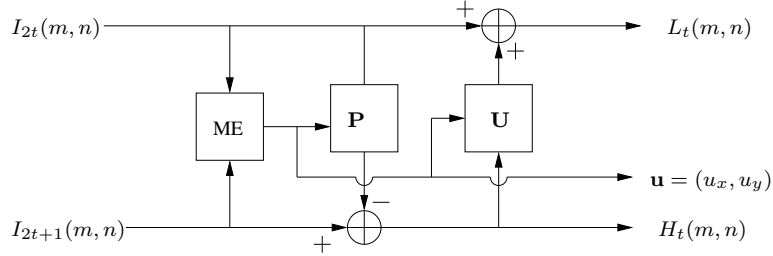 I_{2t}(m, n)
+
L_t(m, n)
+
ME
P
U
u = (u_x, u_y)
−
I_{2t+1}(m, n)
+
H_t(m, n)